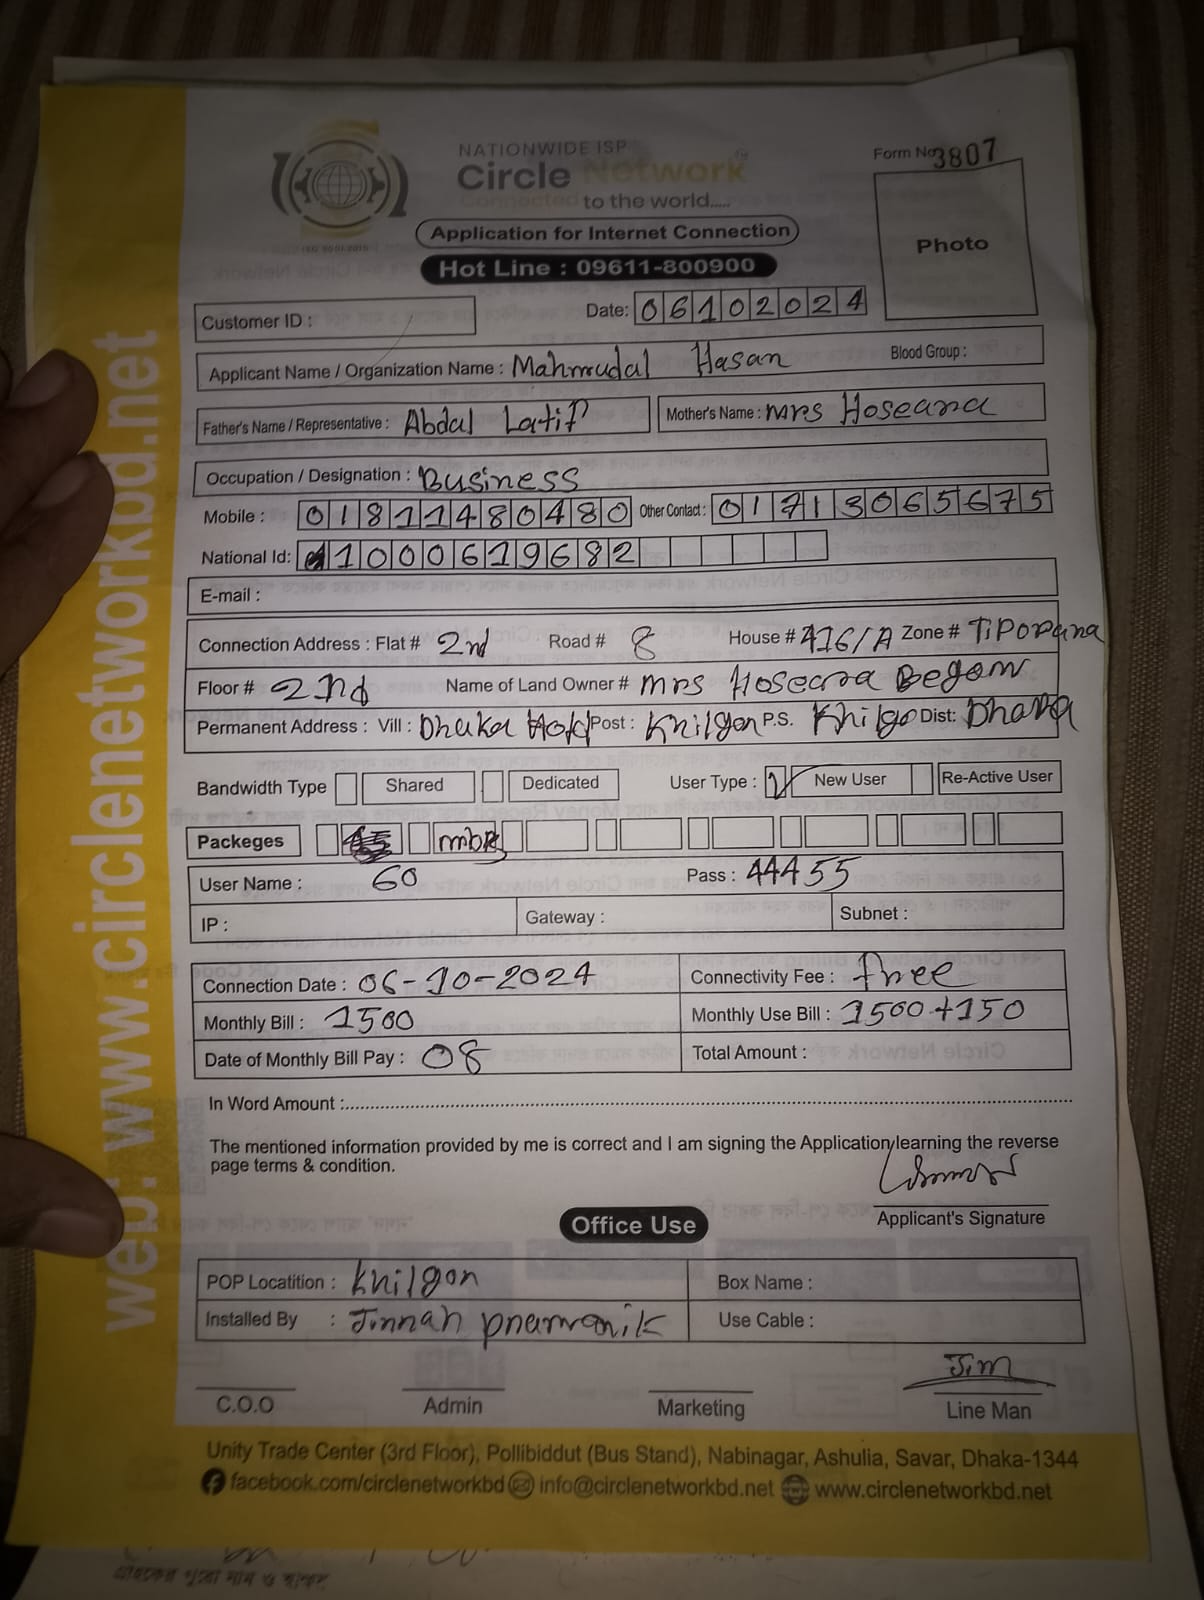 NATIONWIDE ISP
Circle Network™
Connected to the world.....
Form No 3807
Photo
ISO 9001:2015
Application for Internet Connection
Hot Line : 09611-800900
web: www.circlenetworkbd.net
Customer ID :
Date: 06102024
Applicant Name / Organization Name : Mahmudal Hasan Blood Group :
Father's Name / Representative : Abdal Latif Mother's Name : mrs Hoseara
Occupation / Designation : Business
Mobile : 01811480480 Other Contact : 01713065675
National Id: 1000619682
E-mail :
Connection Address : Flat # 2nd Road # 8 House # 416/A Zone # TiPopana
Floor # 2nd Name of Land Owner # mrs Hoseara Begom
Permanent Address : Vill : Dhaka Post : Khilgon P.S. Khilgo Dist: Dhaka
Bandwidth Type Shared Dedicated User Type : New User Re-Active User
Packeges mbps
User Name : 60 Pass : 44455
IP : Gateway : Subnet :
Connection Date : 06-10-2024 Connectivity Fee : free
Monthly Bill : 1500 Monthly Use Bill : 1500+150
Date of Monthly Bill Pay : 08 Total Amount :
In Word Amount :
The mentioned information provided by me is correct and I am signing the Application learning the reverse
page terms & condition.
Applicant's Signature
Office Use
POP Locatition : Khilgon Box Name :
Installed By : Jinnah pramanik Use Cable :
Jim
C.O.O Admin Marketing Line Man
Unity Trade Center (3rd Floor), Pollibiddut (Bus Stand), Nabinagar, Ashulia, Savar, Dhaka-1344
facebook.com/circlenetworkbd info@circlenetworkbd.net www.circlenetworkbd.net